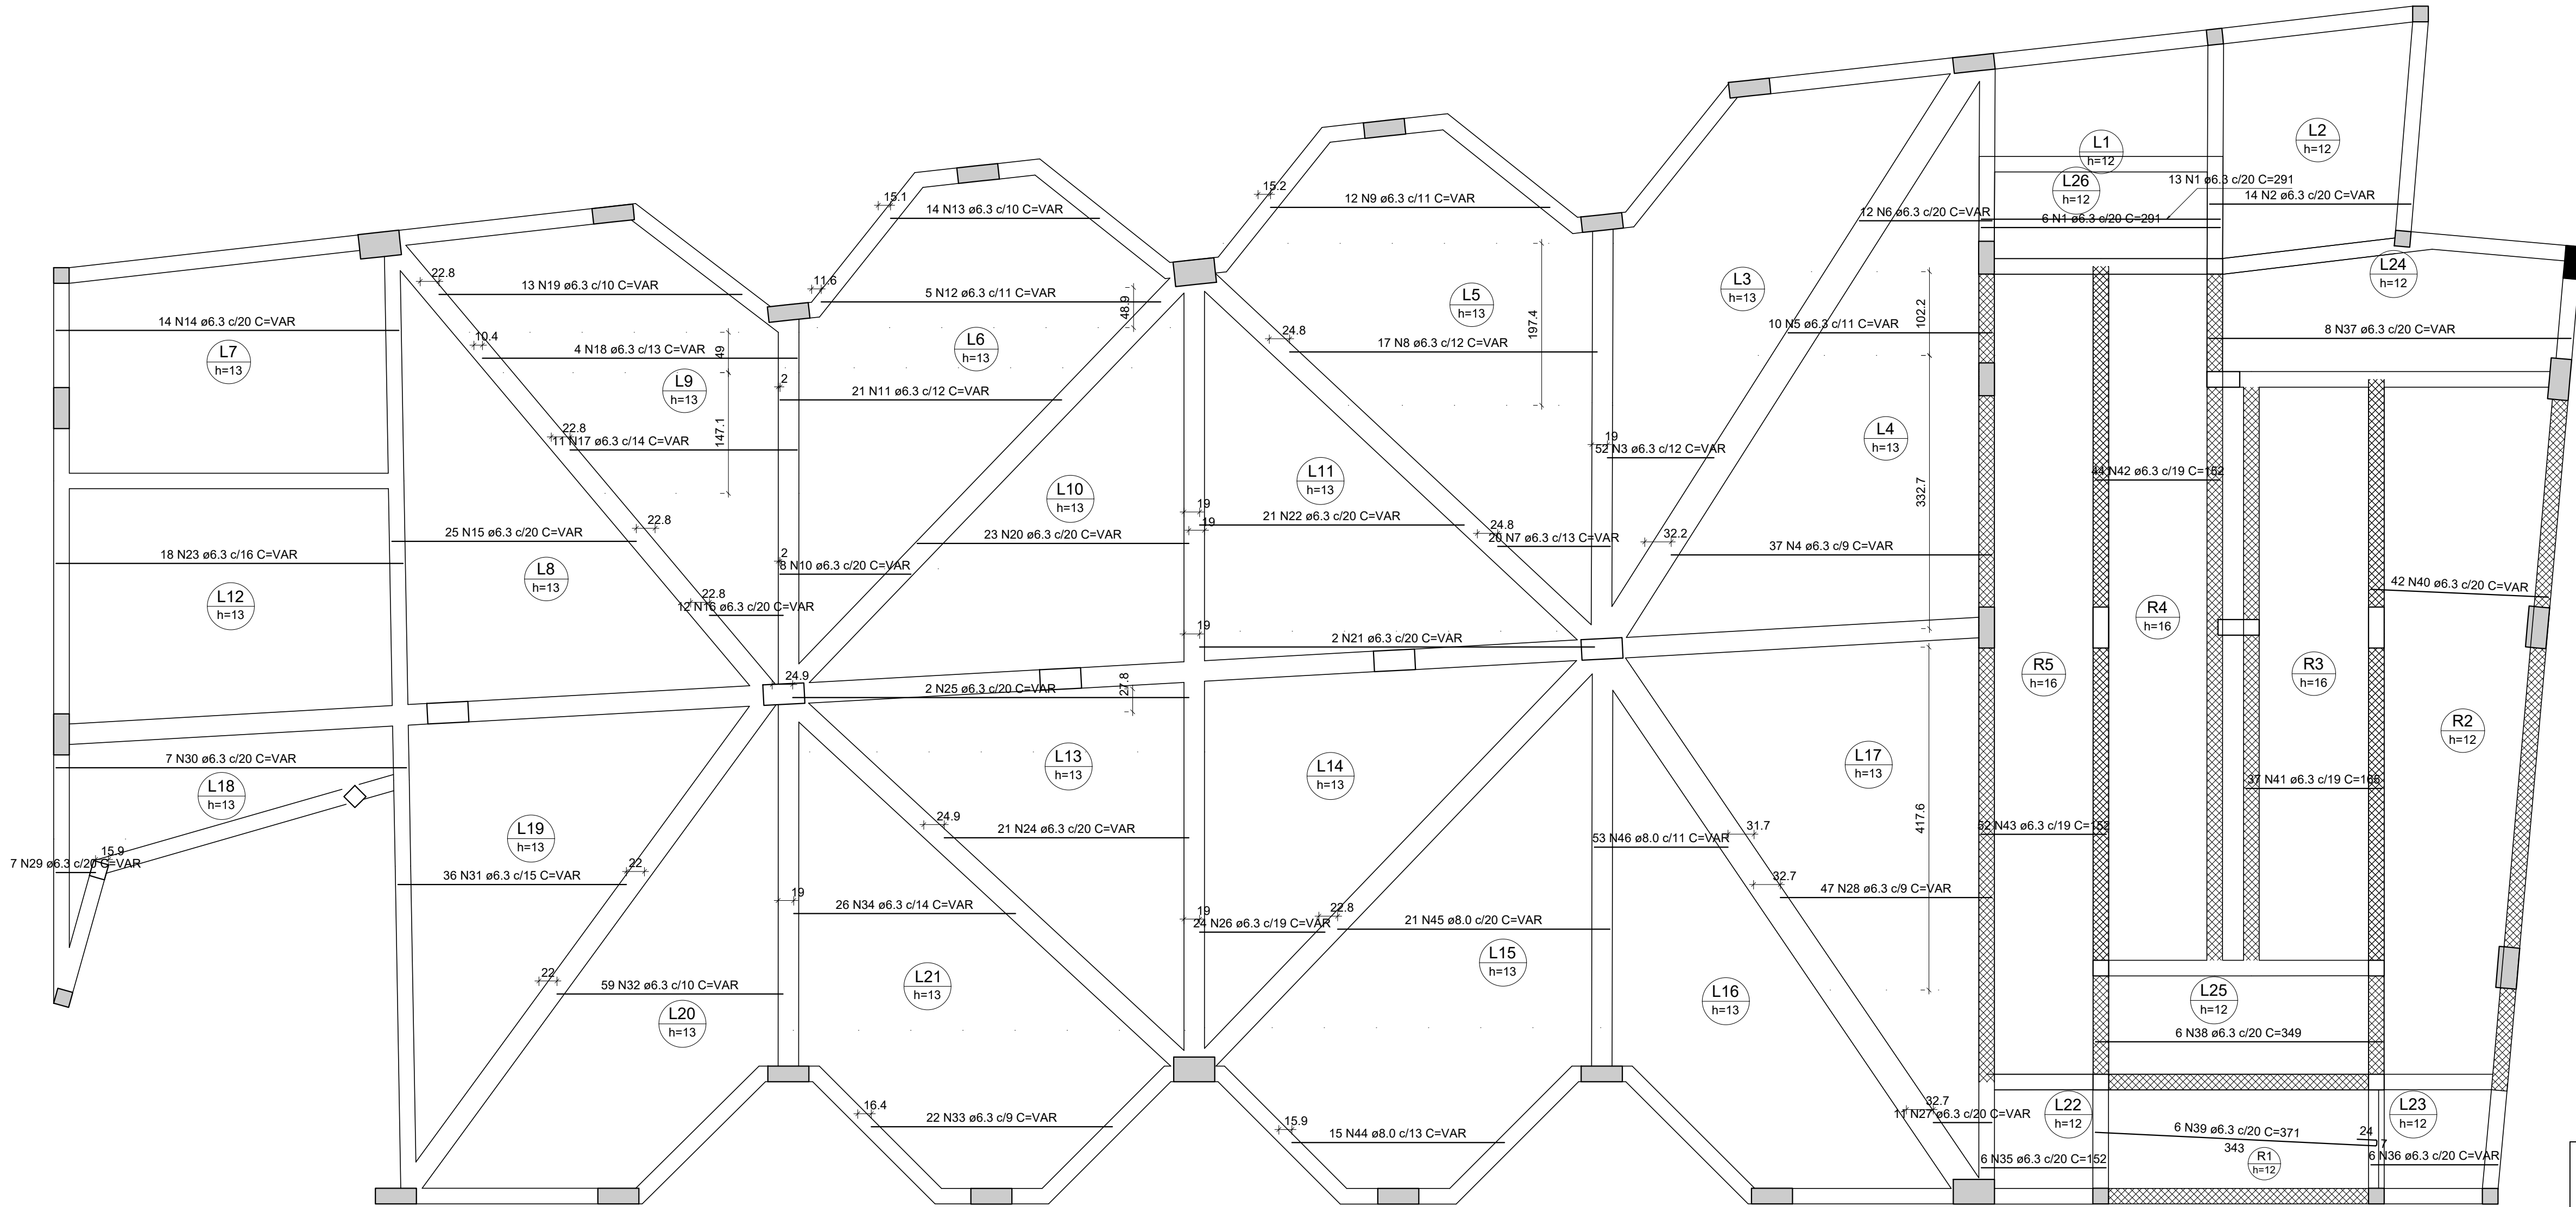 L2
h=12
L1
h=12
15.1
15.2
13 N1 ø6.3 c/20 C=291
L26
h=12
14 N2 ø6.3 c/20 C=VAR
14 N13 ø6.3 c/10 C=VAR
12 N9 ø6.3 c/11 C=VAR
12 N6 ø6.3 c/20 C=VAR
6 N1 ø6.3 c/20 C=291
22.8
13 N19 ø6.3 c/10 C=VAR
11.6
5 N12 ø6.3 c/11 C=VAR
48.9
L5
h=13
L3
h=13
L24
h=12
14 N14 ø6.3 c/20 C=VAR
10.4
24.8
197.4
10 N5 ø6.3 c/11 C=VAR
102.2
8 N37 ø6.3 c/20 C=VAR
L7
h=13
4 N18 ø6.3 c/13 C=VAR
49
L6
h=13
17 N8 ø6.3 c/12 C=VAR
L9
h=13
2
21 N11 ø6.3 c/12 C=VAR
22.8
11 N17 ø6.3 c/14 C=VAR
147.1
19
52 N3 ø6.3 c/12 C=VAR
L4
h=13
44 N42 ø6.3 c/19 C=152
L10
h=13
L11
h=13
332.7
22.8
25 N15 ø6.3 c/20 C=VAR
19
19
21 N22 ø6.3 c/20 C=VAR
24.8
20 N7 ø6.3 c/13 C=VAR
32.2
37 N4 ø6.3 c/9 C=VAR
23 N20 ø6.3 c/20 C=VAR
18 N23 ø6.3 c/16 C=VAR
2
8 N10 ø6.3 c/20 C=VAR
L8
h=13
42 N40 ø6.3 c/20 C=VAR
L12
h=13
22.8
12 N16 ø6.3 c/20 C=VAR
19
2 N21 ø6.3 c/20 C=VAR
R4
h=16
24.9
2 N25 ø6.3 c/20 C=VAR
27.8
R5
h=16
R3
h=16
R2
h=12
7 N30 ø6.3 c/20 C=VAR
L18
h=13
L13
h=13
L14
h=13
L17
h=13
37 N41 ø6.3 c/19 C=166
L19
h=13
24.9
21 N24 ø6.3 c/20 C=VAR
53 N46 ø8.0 c/11 C=VAR
31.7
417.6
52 N43 ø6.3 c/19 C=152
15.9
7 N29 ø6.3 c/20 C=VAR
36 N31 ø6.3 c/15 C=VAR
22
19
26 N34 ø6.3 c/14 C=VAR
19
24 N26 ø6.3 c/19 C=VAR
22.8
21 N45 ø8.0 c/20 C=VAR
32.7
47 N28 ø6.3 c/9 C=VAR
22
59 N32 ø6.3 c/10 C=VAR
L21
h=13
L15
h=13
L16
h=13
L25
h=12
L20
h=13
6 N38 ø6.3 c/20 C=349
16.4
22 N33 ø6.3 c/9 C=VAR
15.9
15 N44 ø8.0 c/13 C=VAR
32.7
11 N27 ø6.3 c/20 C=VAR
L22
h=12
L23
h=12
6 N39 ø6.3 c/20 C=371
343
24
7
6 N35 ø6.3 c/20 C=152
R1
h=12
6 N36 ø6.3 c/20 C=VAR